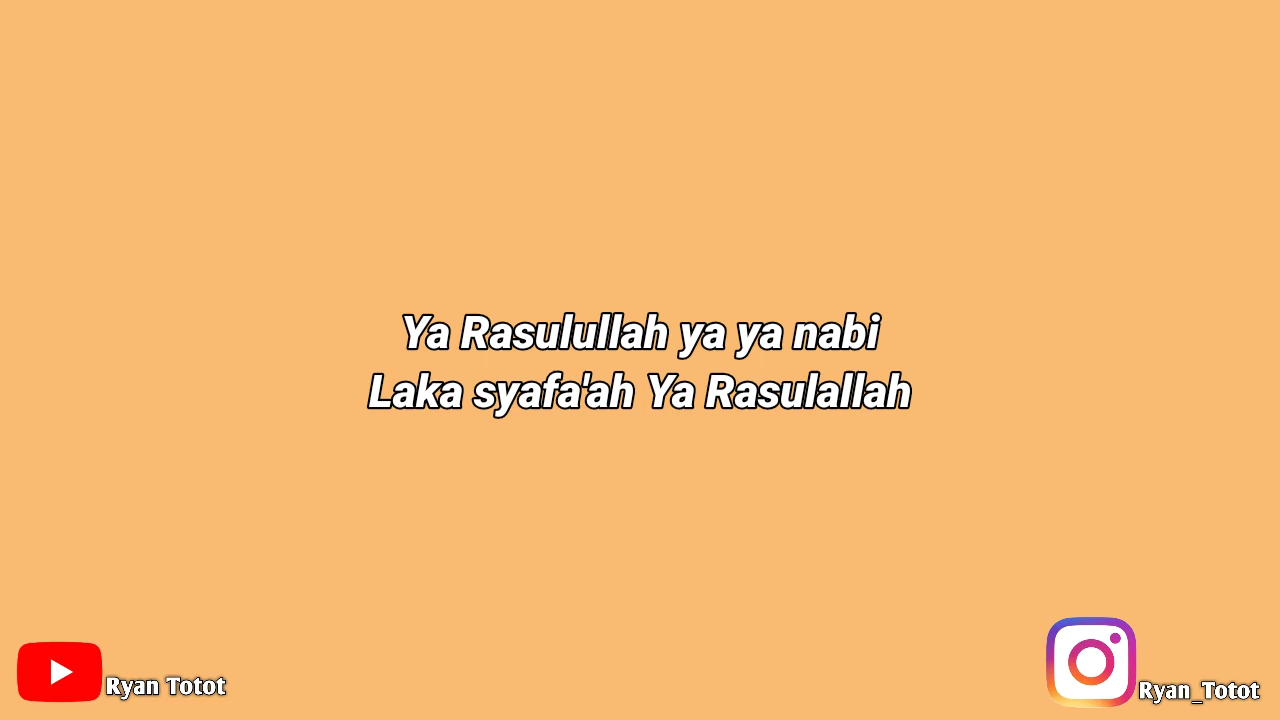 Ya Rasulullah ya ya nabi
Laka syafa'ah Ya Rasulallah
Ryan Totot
Ryan_Totot